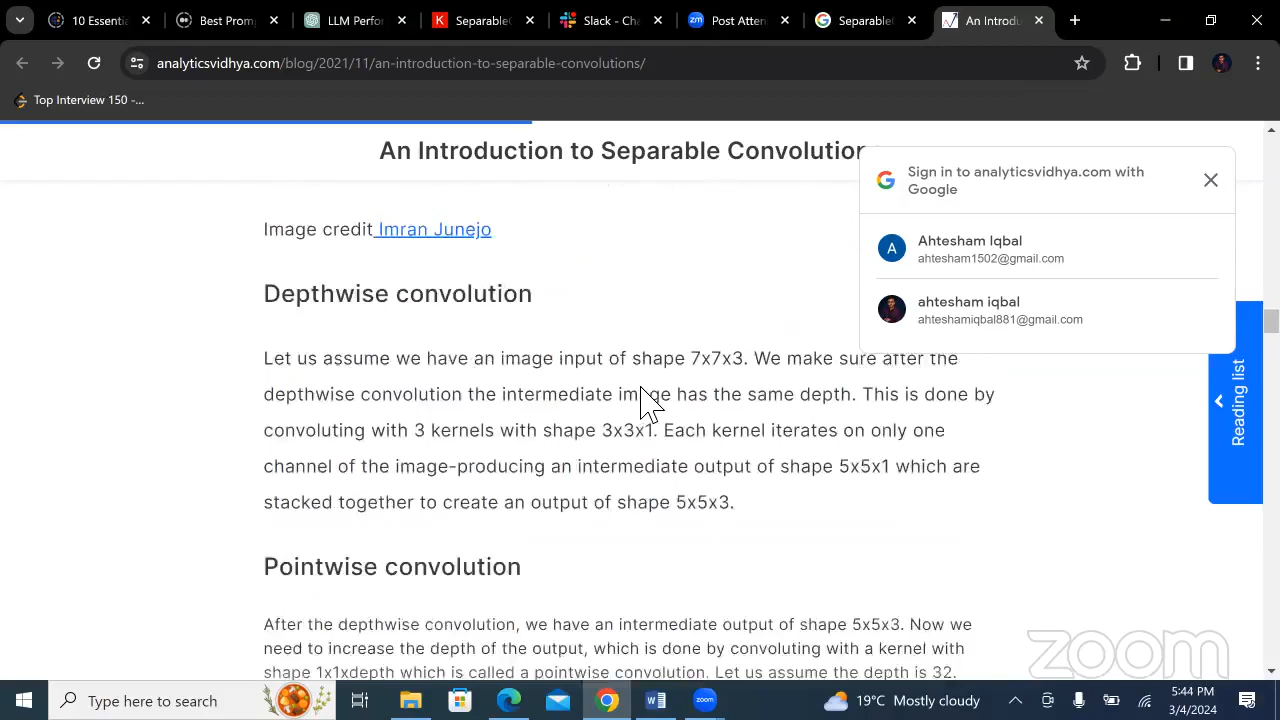 10 Essenti
Best Promp
LLM Perfo
Separable
Slack - Cha
Post Atten
Separable
An Introdu
analyticsvidhya.com/blog/2021/11/an-introduction-to-separable-convolutions/
Top Interview 150 -...
An Introduction to Separable Convolution
Sign in to analyticsvidhya.com with
Google
Ahtesham Iqbal
ahtesham1502@gmail.com
ahtesham iqbal
ahteshamiqbal881@gmail.com
Image credit Imran Junejo
Depthwise convolution
Let us assume we have an image input of shape 7x7x3. We make sure after the
depthwise convolution the intermediate image has the same depth. This is done by
convoluting with 3 kernels with shape 3x3x1. Each kernel iterates on only one
channel of the image-producing an intermediate output of shape 5x5x1 which are
stacked together to create an output of shape 5x5x3.
Reading list
Pointwise convolution
After the depthwise convolution, we have an intermediate output of shape 5x5x3. Now we
need to increase the depth of the output, which is done by convoluting with a kernel with
shape 1x1xdepth which is called a pointwise convolution. Let us assume the depth is 32.
zoom
Type here to search
zoom
19°C Mostly cloudy
5:44 PM
3/4/2024